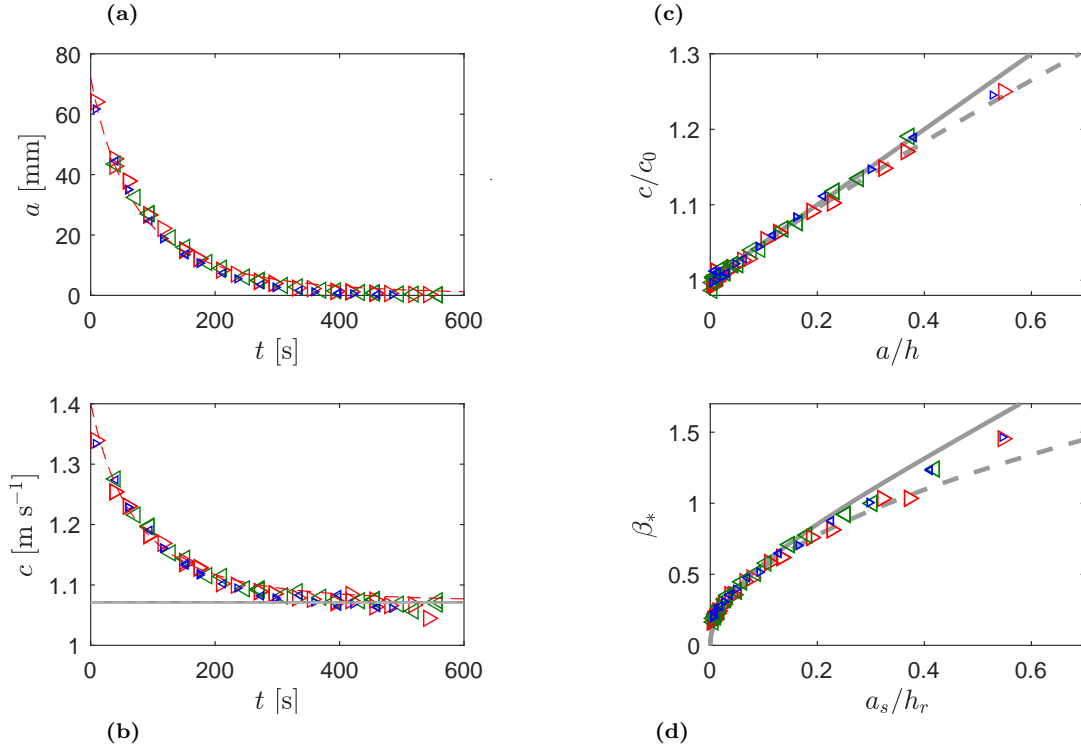 (a)
80
60
40
20
0
a [mm]
0 200 400 600
t [s]
(c)
1.3
1.2
1.1
1
c/c₀
0 0.2 0.4 0.6
a/h
1.4
1.3
1.2
1.1
1
c [m s⁻¹]
0 200 400 600
t [s]
(b)
1.5
1
0.5
0
β*
0 0.2 0.4 0.6
aₛ/hᵣ
(d)